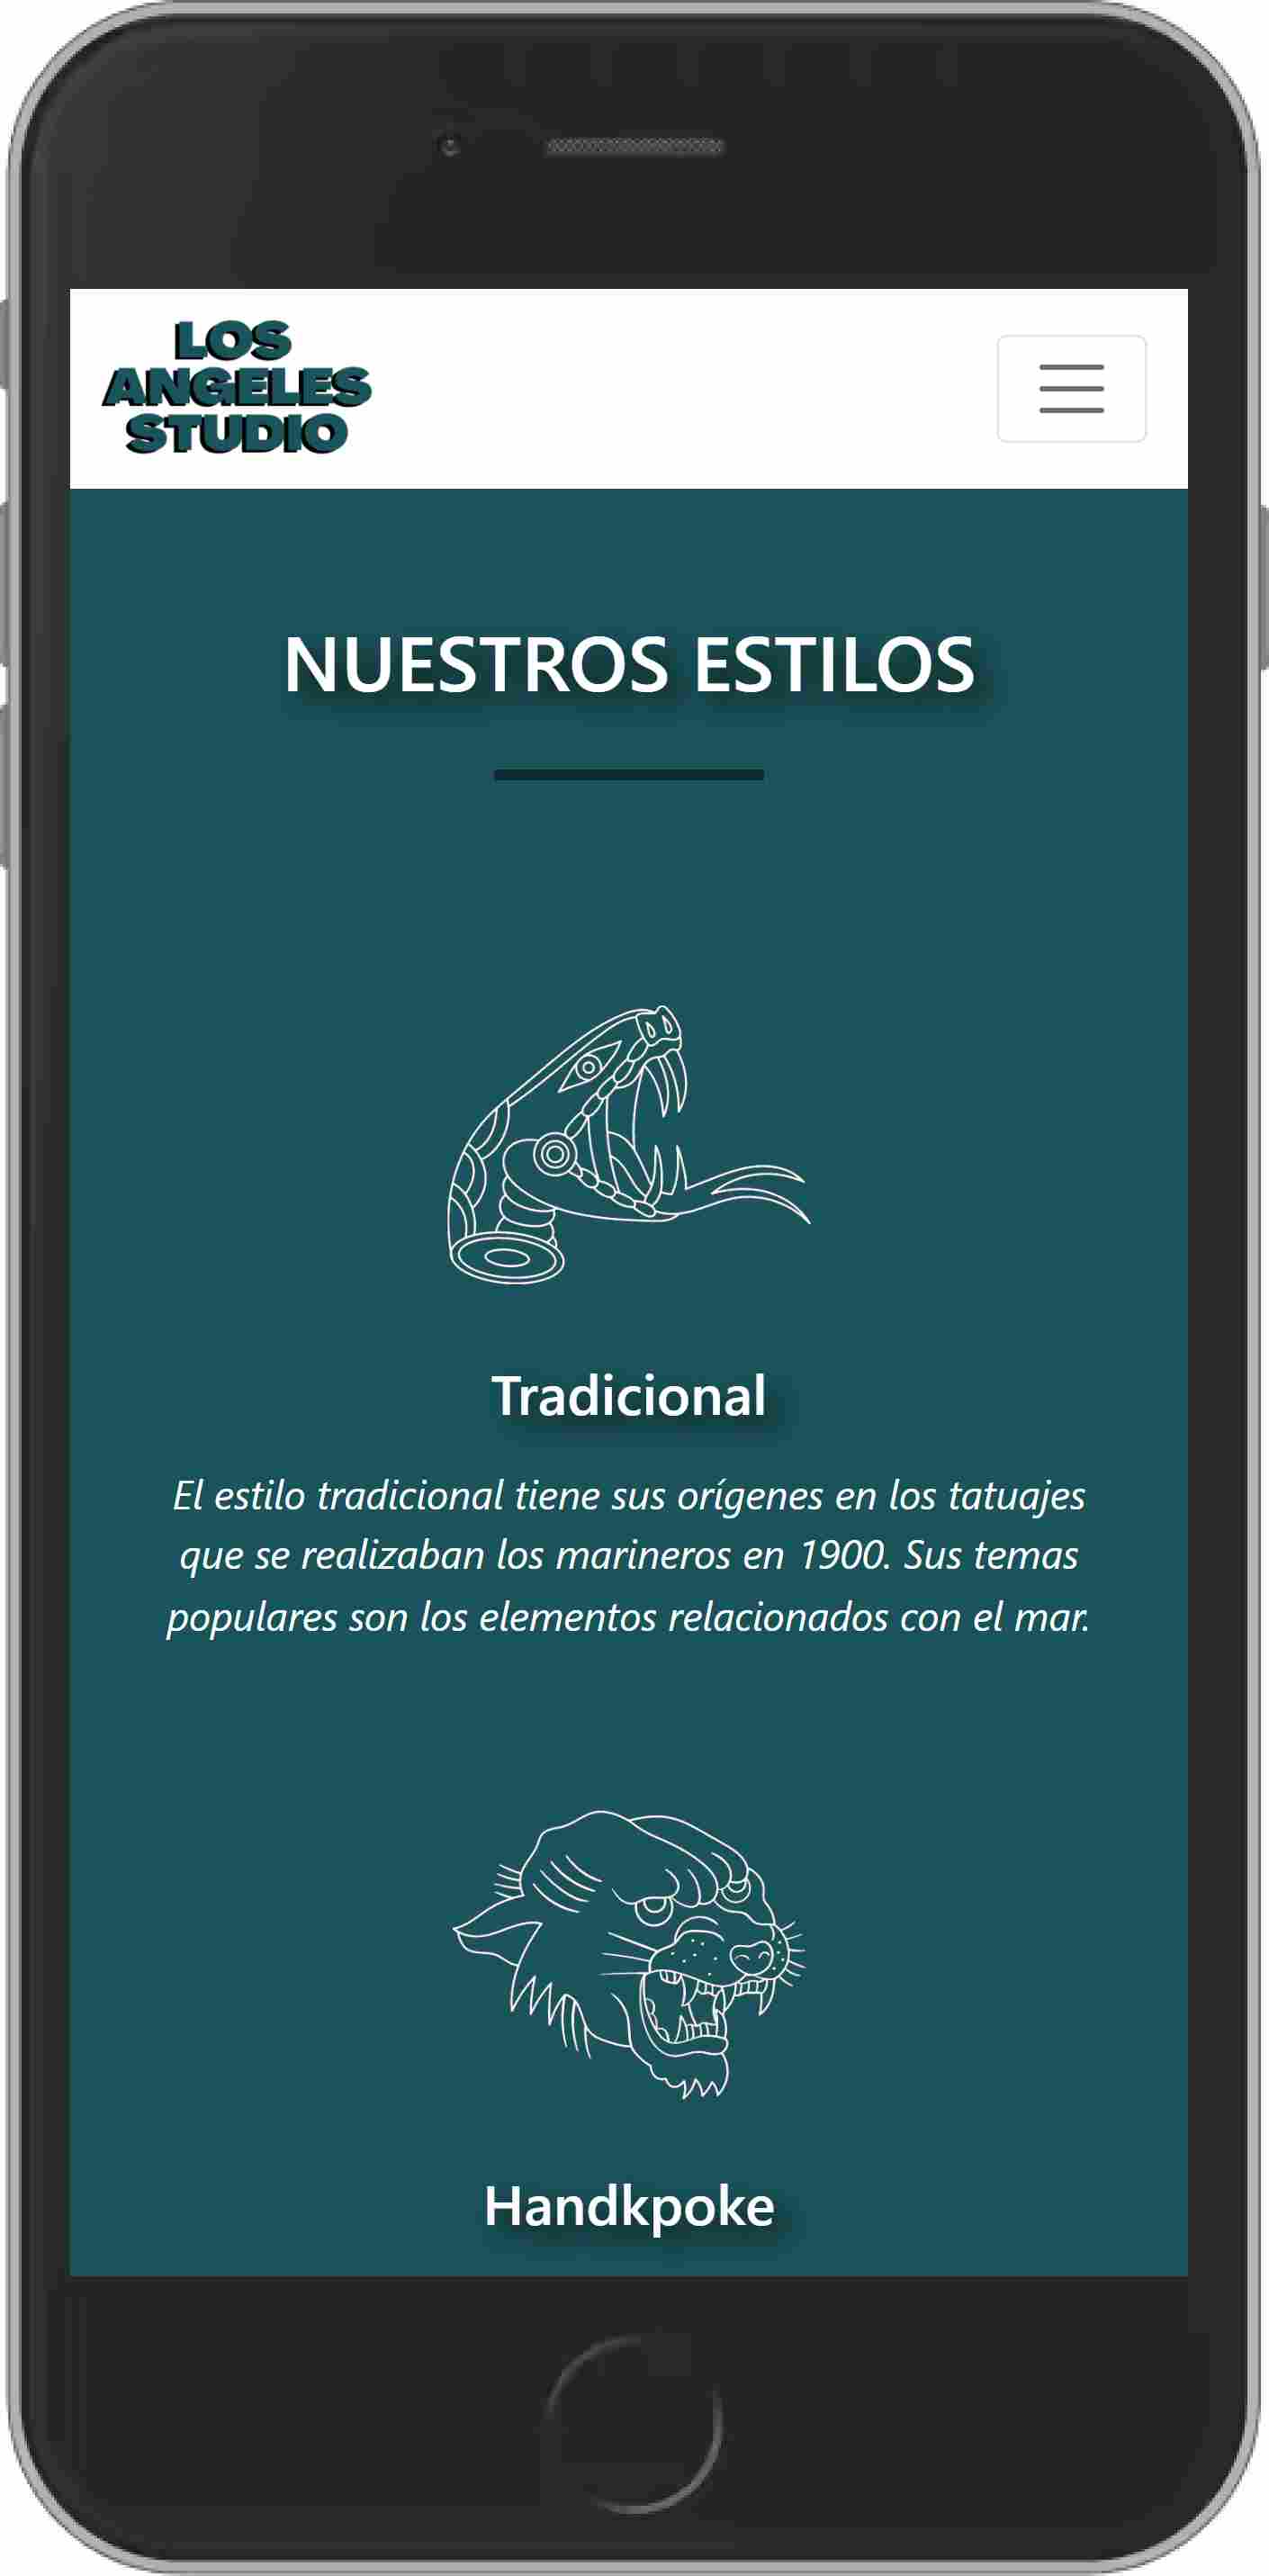 LOS
ANGELES
STUDIO
NUESTROS ESTILOS
Tradicional
El estilo tradicional tiene sus orígenes en los tatuajes
que se realizaban los marineros en 1900. Sus temas
populares son los elementos relacionados con el mar.
Handkpoke